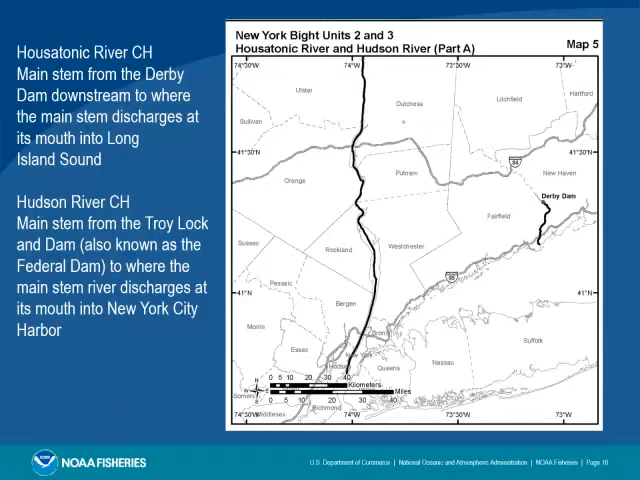 Housatonic River CH
Main stem from the Derby
Dam downstream to where
the main stem discharges at
its mouth into Long
Island Sound
Hudson River CH
Main stem from the Troy Lock
and Dam (also known as the
Federal Dam) to where the
main stem river discharges at
its mouth into New York City
Harbor
New York Bight Units 2 and 3
Housatonic River and Hudson River (Part A)
Map 5
74°30'W
74°W
73°30'W
73°W
Ulster
Dutchess
Litchfield
Hartford
Sullivan
41°30'N
41°30'N
84
Orange
Putnam
New Haven
Derby Dam
Fairfield
Sussex
Rockland
Westchester
95
Passaic
41°N
41°N
Bergen
Morris
Bronx
Essex
New York
Suffolk
Nassau
Hudson
Queens
0 5 10 20 30 40
Kilometers
Miles
0 10 20 30 40
N
W
E
S
Richmond
Middlesex
74°30'W
74°W
73°30'W
73°W
NOAA FISHERIES
U.S. Department of Commerce | National Oceanic and Atmospheric Administration | NOAA Fisheries | Page 18